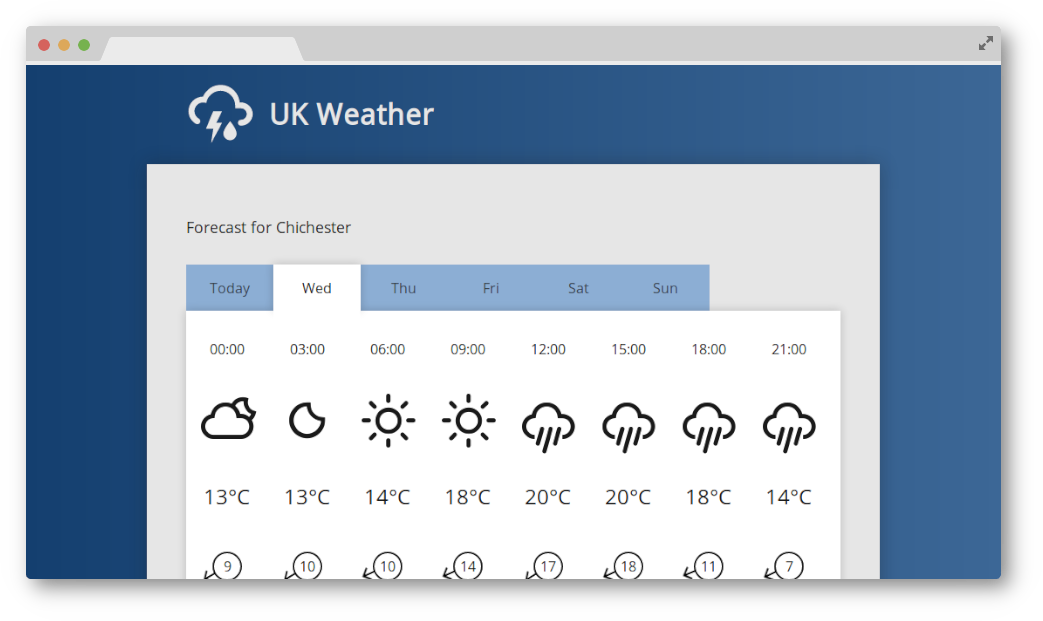 UK Weather
Forecast for Chichester
Today Wed Thu Fri Sat Sun
00:00 03:00 06:00 09:00 12:00 15:00 18:00 21:00
13°C 13°C 14°C 18°C 20°C 20°C 18°C 14°C
9 10 10 14 17 18 11 7